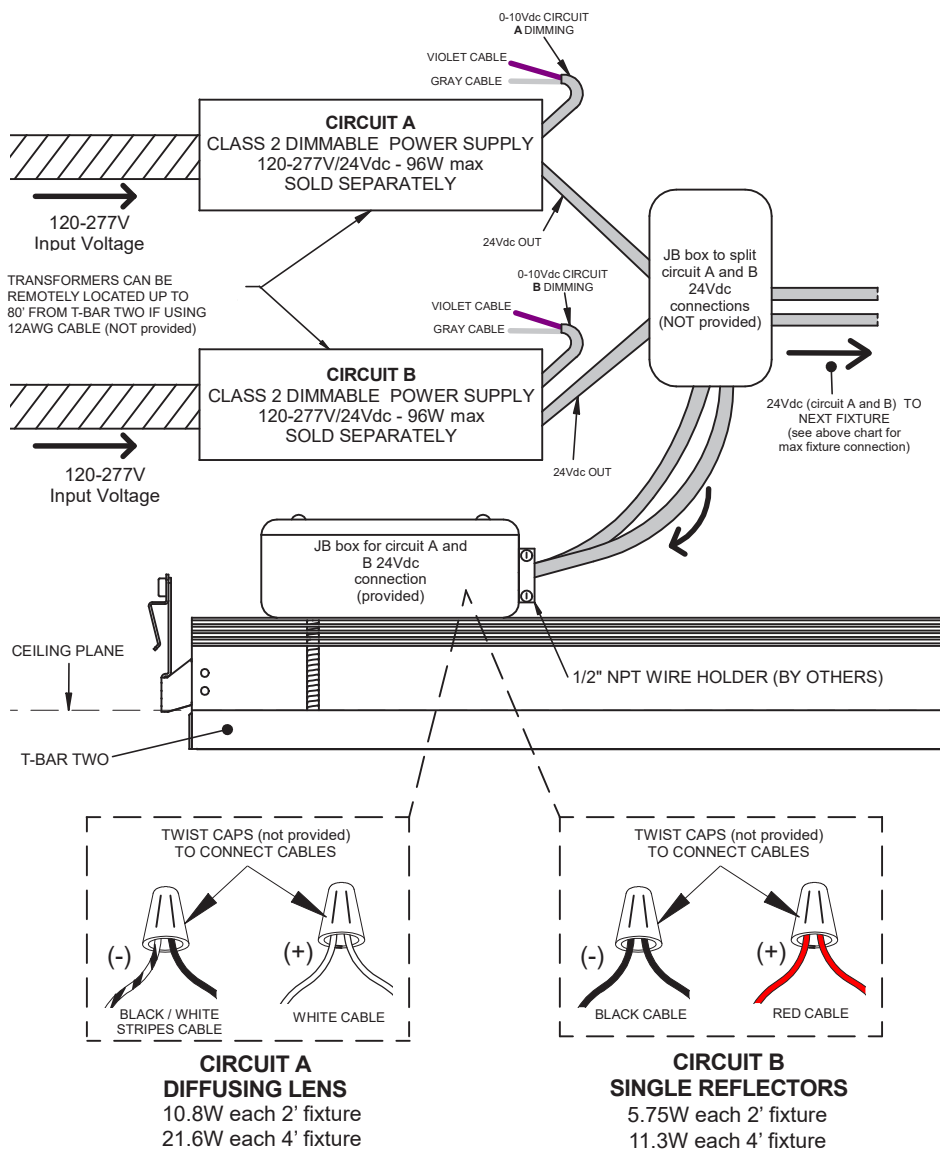 0-10Vdc CIRCUIT
A DIMMING
VIOLET CABLE
GRAY CABLE
CIRCUIT A
CLASS 2 DIMMABLE POWER SUPPLY
120-277V/24Vdc - 96W max
SOLD SEPARATELY
120-277V
Input Voltage
24Vdc OUT
JB box to split
circuit A and B
24Vdc
connections
(NOT provided)
TRANSFORMERS CAN BE
REMOTELY LOCATED UP TO
80' FROM T-BAR TWO IF USING
12AWG CABLE (NOT provided)
0-10Vdc CIRCUIT
B DIMMING
VIOLET CABLE
GRAY CABLE
CIRCUIT B
CLASS 2 DIMMABLE POWER SUPPLY
120-277V/24Vdc - 96W max
SOLD SEPARATELY
120-277V
Input Voltage
24Vdc OUT
24Vdc (circuit A and B) TO
NEXT FIXTURE
(see above chart for
max fixture connection)
JB box for circuit A and
B 24Vdc
connection
(provided)
CEILING PLANE
1/2" NPT WIRE HOLDER (BY OTHERS)
T-BAR TWO
TWIST CAPS (not provided)
TO CONNECT CABLES
(-)
(+)
BLACK / WHITE
STRIPES CABLE
WHITE CABLE
CIRCUIT A
DIFFUSING LENS
10.8W each 2' fixture
21.6W each 4' fixture
TWIST CAPS (not provided)
TO CONNECT CABLES
(-)
(+)
BLACK CABLE
RED CABLE
CIRCUIT B
SINGLE REFLECTORS
5.75W each 2' fixture
11.3W each 4' fixture